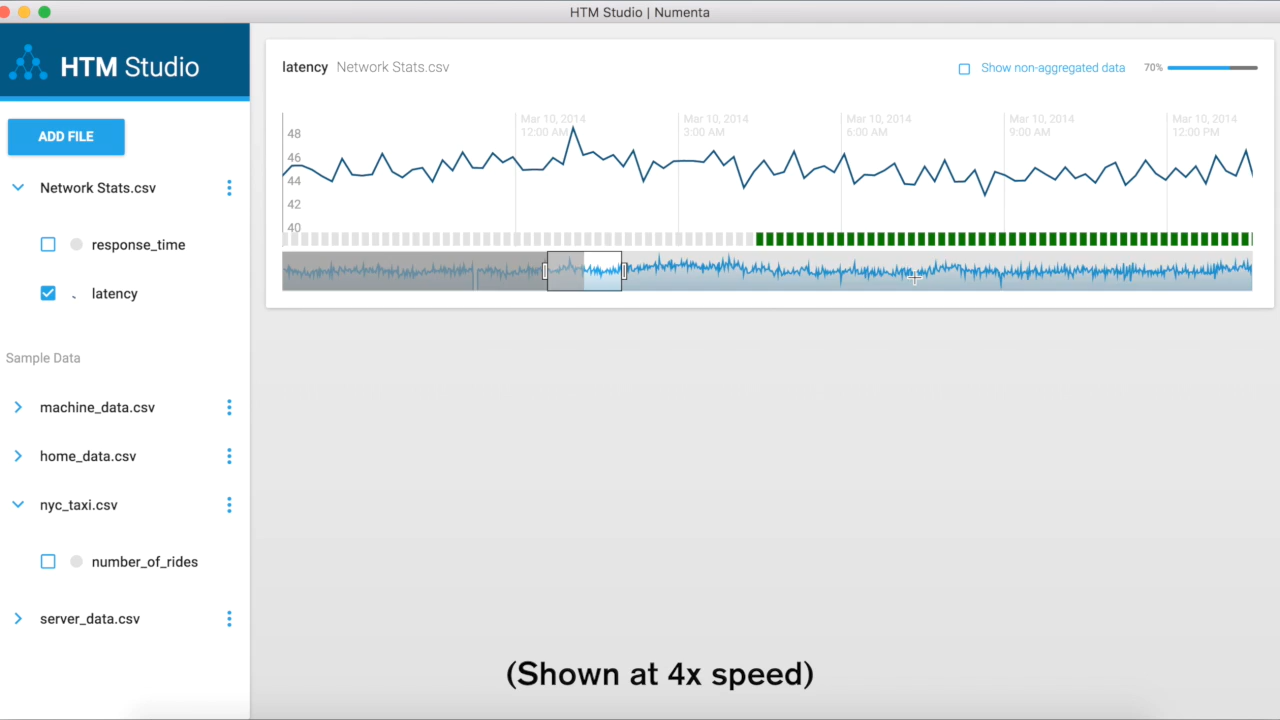 HTM Studio | Numenta
HTM Studio
ADD FILE
Network Stats.csv
response_time
latency
Sample Data
machine_data.csv
home_data.csv
nyc_taxi.csv
number_of_rides
server_data.csv
latency Network Stats.csv
Show non-aggregated data 70%
Mar 10, 2014 Mar 10, 2014 Mar 10, 2014 Mar 10, 2014 Mar 10, 2014
12:00 AM 3:00 AM 6:00 AM 9:00 AM 12:00 PM
48
46
44
42
40
(Shown at 4x speed)